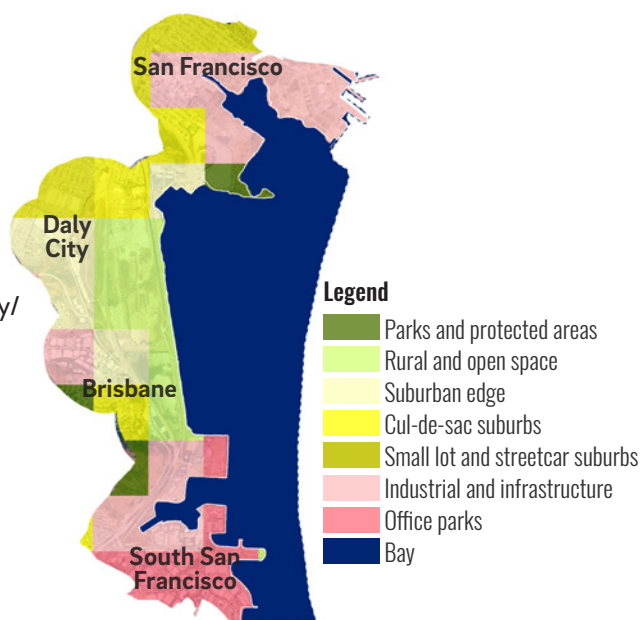 San Francisco
Daly
City
y/
Brisbane
South San
Francisco
Legend
Parks and protected areas
Rural and open space
Suburban edge
Cul-de-sac suburbs
Small lot and streetcar suburbs
Industrial and infrastructure
Office parks
Bay